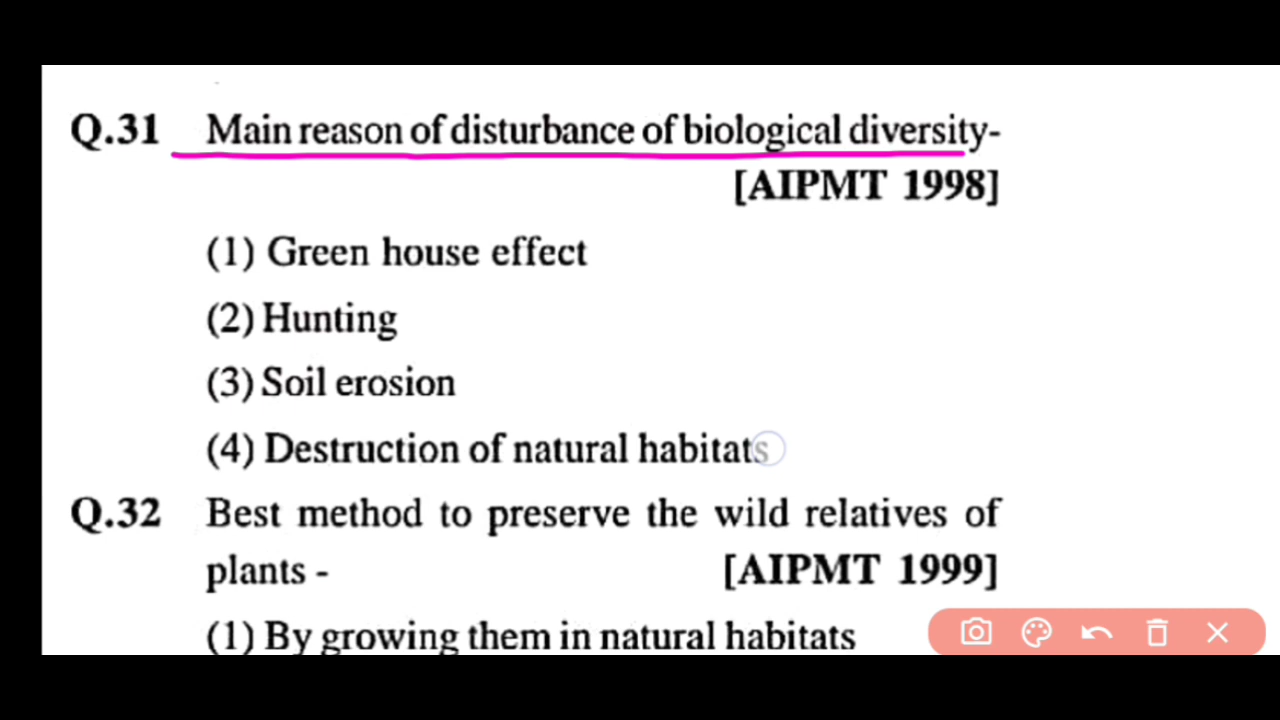 Q.31 Main reason of disturbance of biological diversity-
[AIPMT 1998]
(1) Green house effect
(2) Hunting
(3) Soil erosion
(4) Destruction of natural habitats
Q.32 Best method to preserve the wild relatives of
plants - [AIPMT 1999]
(1) By growing them in natural habitats